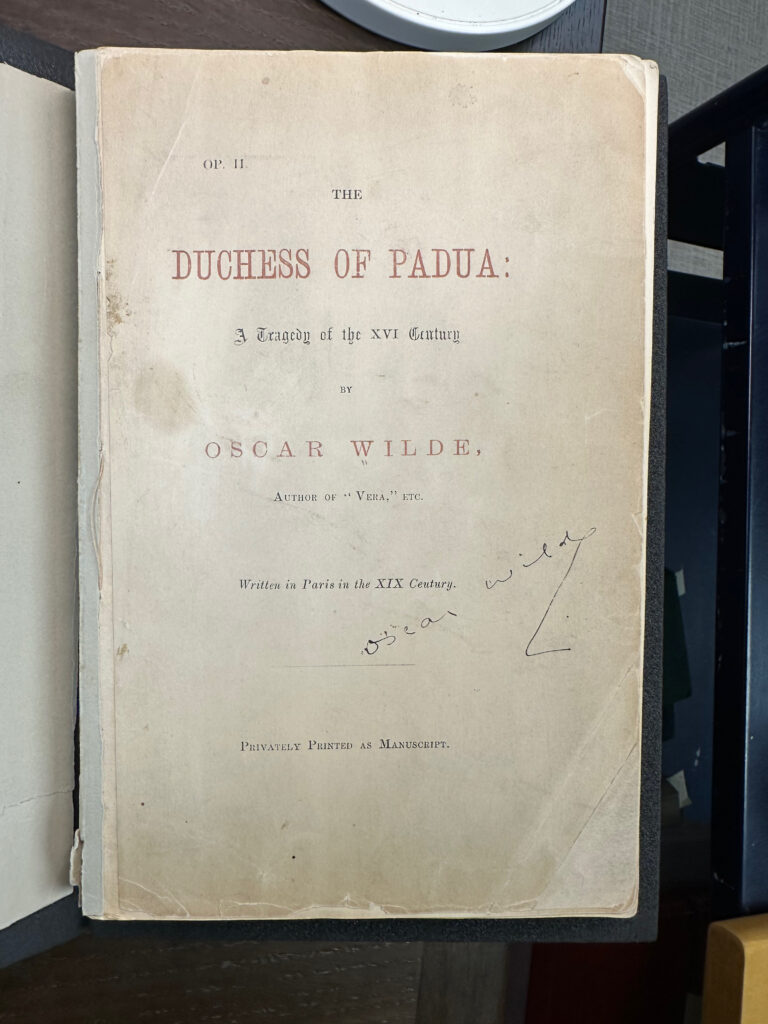 OP. II.
THE
DUCHESS OF PADUA:
A Tragedy of the XVI Century
BY
OSCAR WILDE,
AUTHOR OF “VERA,” ETC.
Written in Paris in the XIX Century.
Oscar Wilde
PRIVATELY PRINTED AS MANUSCRIPT.